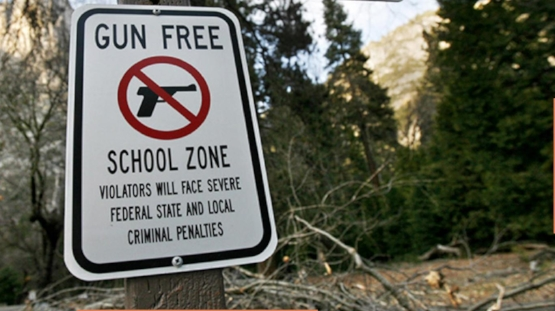 GUN FREE
SCHOOL ZONE
VIOLATORS WILL FACE SEVERE
FEDERAL STATE AND LOCAL
CRIMINAL PENALTIES